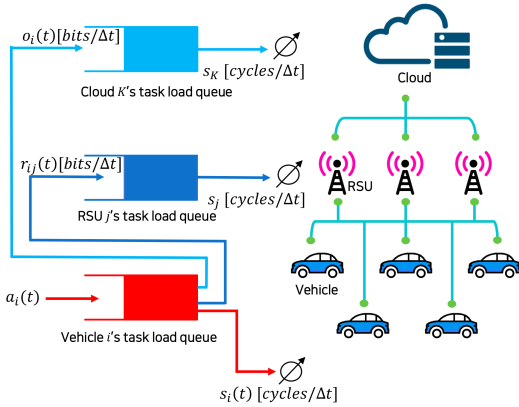 o_i(t)[bits/Δt]
s_K [cycles/Δt]
Cloud K's task load queue
Cloud
r_ij(t)[bits/Δt]
s_j [cycles/Δt]
RSU j's task load queue
RSU
a_i(t)
Vehicle i's task load queue
Vehicle
s_i(t) [cycles/Δt]